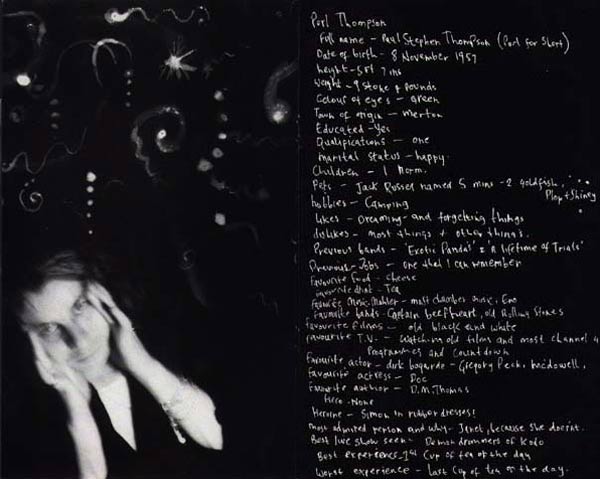 Porl Thompson
Full name - Paul Stephen Thompson (Porl for short)
Date of birth - 8 November 1957
height - 5ft 7 ins
Weight - 9 stone 4 pounds
Colour of eyes - Green
Town of origin - Merton
Educated - Yes
Qualifications - one
marital status - happy.
Children - 1 Norm.
Pets - Jack Russel named 5 mins - 2 goldfish,
Plop + Shiney
hobbies - Camping
likes - Dreaming - and forgetting things
dislikes - most things + other things.
Previous bands - 'Exotic Pandas' & 'A lifetime of Trials'
Previous - Jobs - one that I can remember
Favourite Food - Cheese
favourite drink - Tea
Favourite Music - Mahler - most chamber music, Eno
Favourite bands - Captain beefheart, old Rolling Stones
favourite films - old black and white
favourite T.V. - Watching old films and most channel 4
Programmes and Countdown
Favourite actor - dirk bogarde - Gregory Peck, mcdowell,
Favourite actress - Doc
Favourite author - D.M. Thomas
Hero - None
Heroine - Simon in rubber dresses!
most admired person and why - Janet, because she doesnt.
Best live show seen - Demon drummers of Kodo
Best experience - 1st Cup of tea of the day
Worst experience - last Cup of tea of the day.